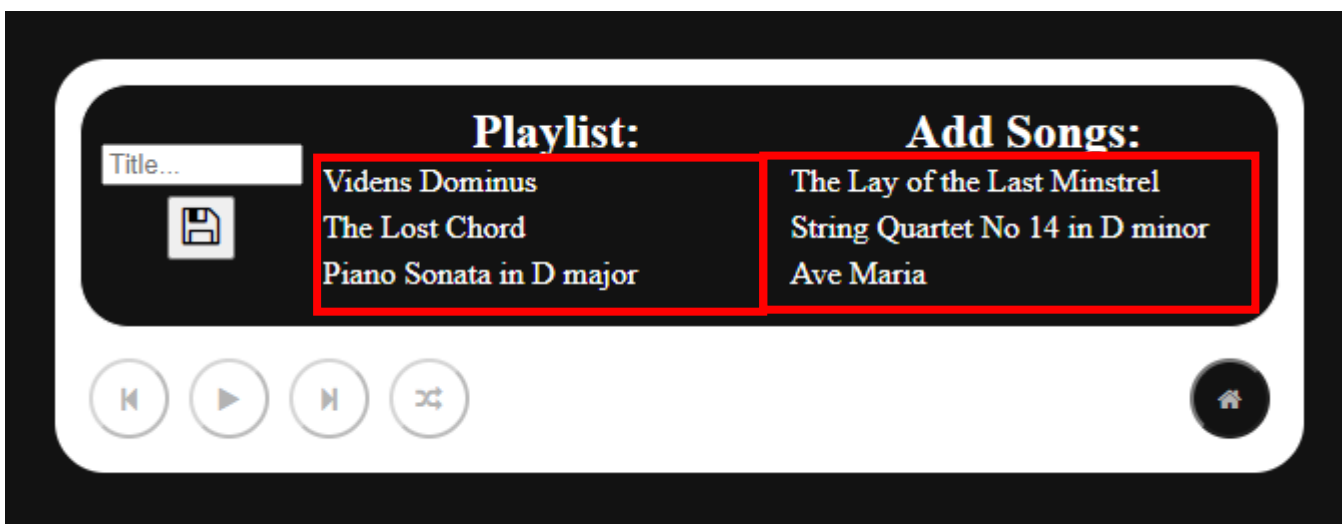 Title...
Playlist:
Videns Dominus
The Lost Chord
Piano Sonata in D major
Add Songs:
The Lay of the Last Minstrel
String Quartet No 14 in D minor
Ave Maria